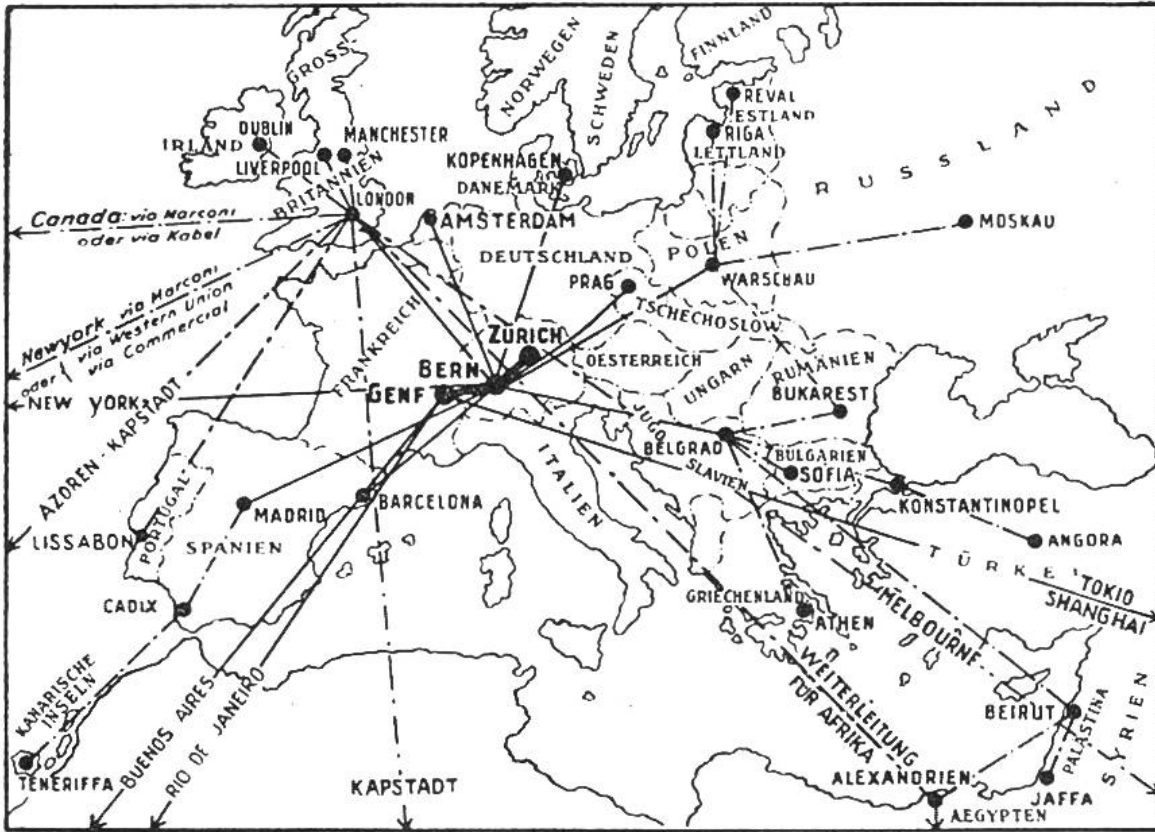 NORWEGEN
SCHWEDEN
FINNLAND
GROSS-
BRITANNIEN
REVAL
ESTLAND
RIGA
LETTLAND
RUSSLAND
DUBLIN
IRLAND
MANCHESTER
LIVERPOOL
KOPENHAGEN
DÄNEMARK
LONDON
AMSTERDAM
Canada: via Marconi
oder via Kabel
MOSKAU
POLEN
DEUTSCHLAND
WARSCHAU
PRAG
TSCHECHOSLOW.
Newyork via Marconi
oder via Western Union
via Commercial
FRANKREICH
ZÜRICH
OESTERREICH
BERN
GENF
UNGARN
RUMÄNIEN
BUKAREST
NEW YORK
JUGO
SLAVIEN
BELGRAD
BULGARIEN
SOFIA
AZOREN - KAPSTADT
ITALIEN
PORTUGAL
LISSABON
MADRID
SPANIEN
BARCELONA
KONSTANTINOPEL
ANGORA
TÜRKEI
TOKIO
SHANGHAI
CADIX
GRIECHENLAND
ATHEN
MELBOURNE
WEITERLEITUNG
FÜR AFRIKA
KANARISCHE
INSELN
TENERIFFA
BUENOS AIRES
RIO DE JANEIRO
KAPSTADT
BEIRUT
PALÄSTINA
SYRIEN
ALEXANDRIEN
JAFFA
AEGYPTEN